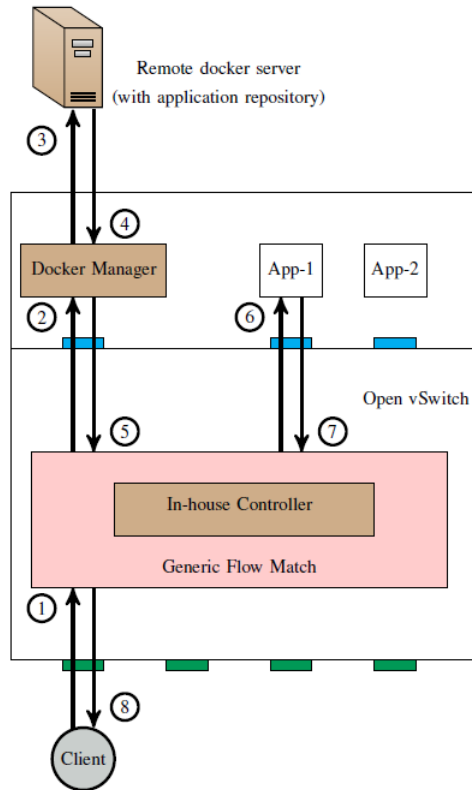 Remote docker server
(with application repository)
3
4
Docker Manager
App-1
App-2
2
6
Open vSwitch
5
7
In-house Controller
Generic Flow Match
1
8
Client